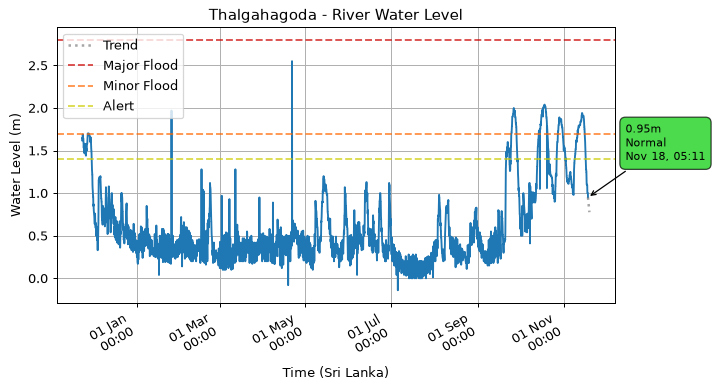 Thalgahagoda - River Water Level
Trend
Major Flood
Minor Flood
Alert
2.5
2.0
1.5
1.0
0.5
0.0
Water Level (m)
0.95m
Normal
Nov 18, 05:11
01 Jan
00:00
01 Mar
00:00
01 May
00:00
01 Jul
00:00
01 Sep
00:00
01 Nov
00:00
Time (Sri Lanka)